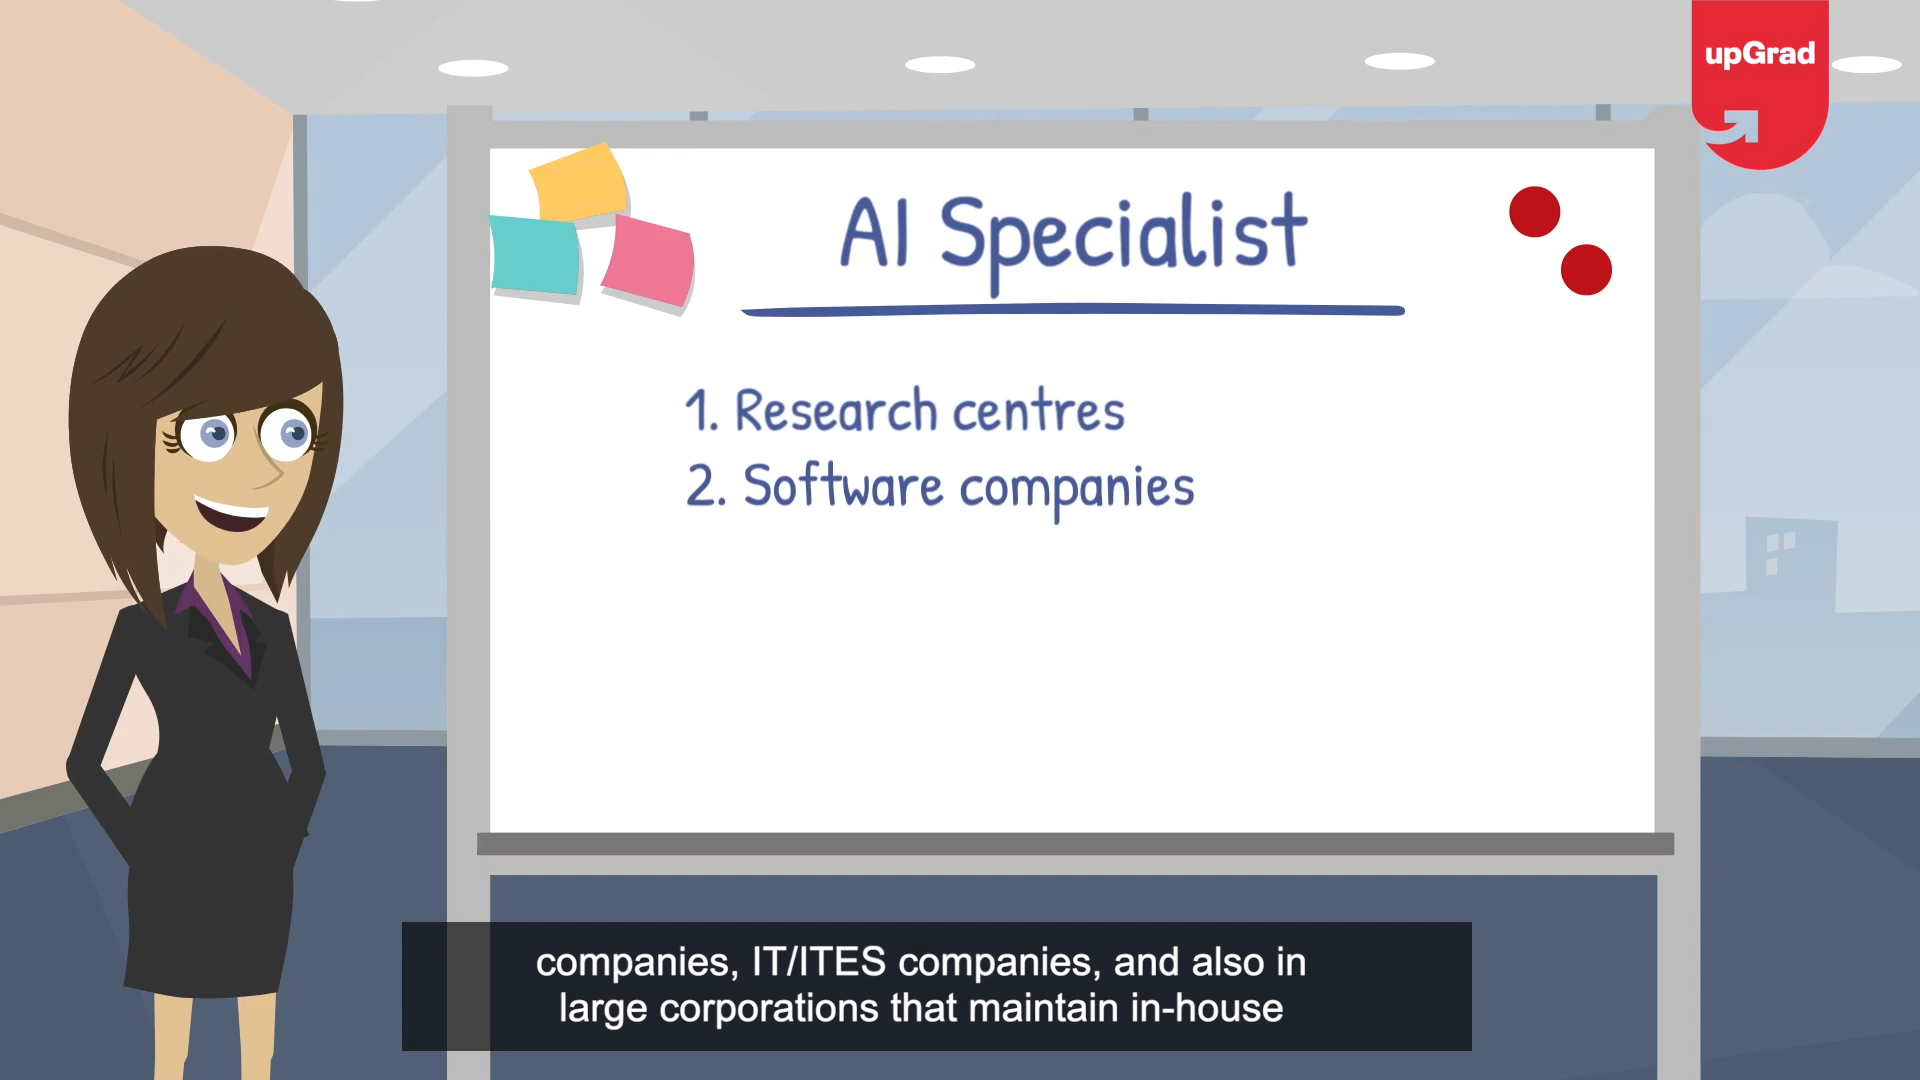 upGrad
AI Specialist
1. Research centres
2. Software companies
companies, IT/ITES companies, and also in
large corporations that maintain in-house